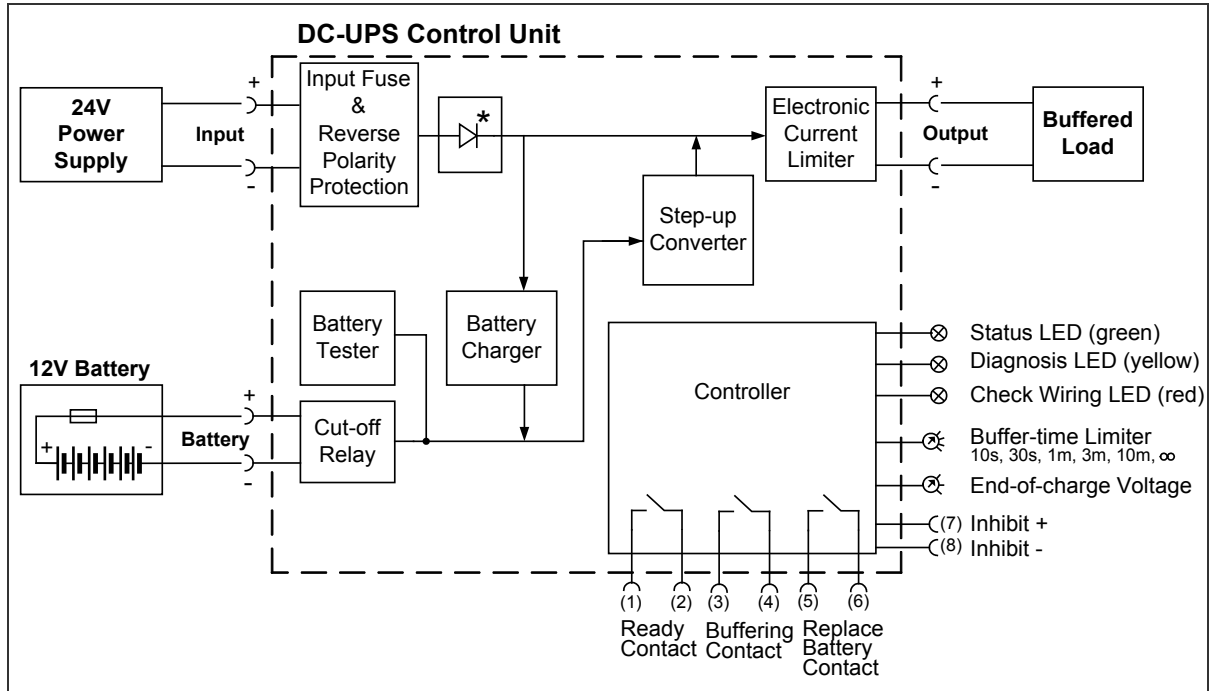 DC-UPS Control Unit
24V
Power
Supply
+
Input
-
Input Fuse
&
Reverse
Polarity
Protection
*
Electronic
Current
Limiter
+
Output
-
Buffered
Load
Step-up
Converter
Battery
Tester
Battery
Charger
12V Battery
+ -
+
Battery
-
Cut-off
Relay
Controller
Status LED (green)
Diagnosis LED (yellow)
Check Wiring LED (red)
Buffer-time Limiter
10s, 30s, 1m, 3m, 10m, ∞
End-of-charge Voltage
(7) Inhibit +
(8) Inhibit -
(1) (2) (3) (4) (5) (6)
Ready
Contact
Buffering
Contact
Replace
Battery
Contact